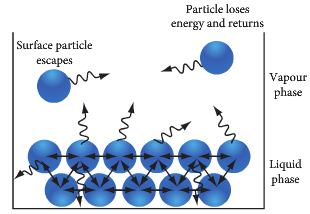 Particle loses
energy and returns
Surface particle
escapes
Vapour
phase
Liquid
phase